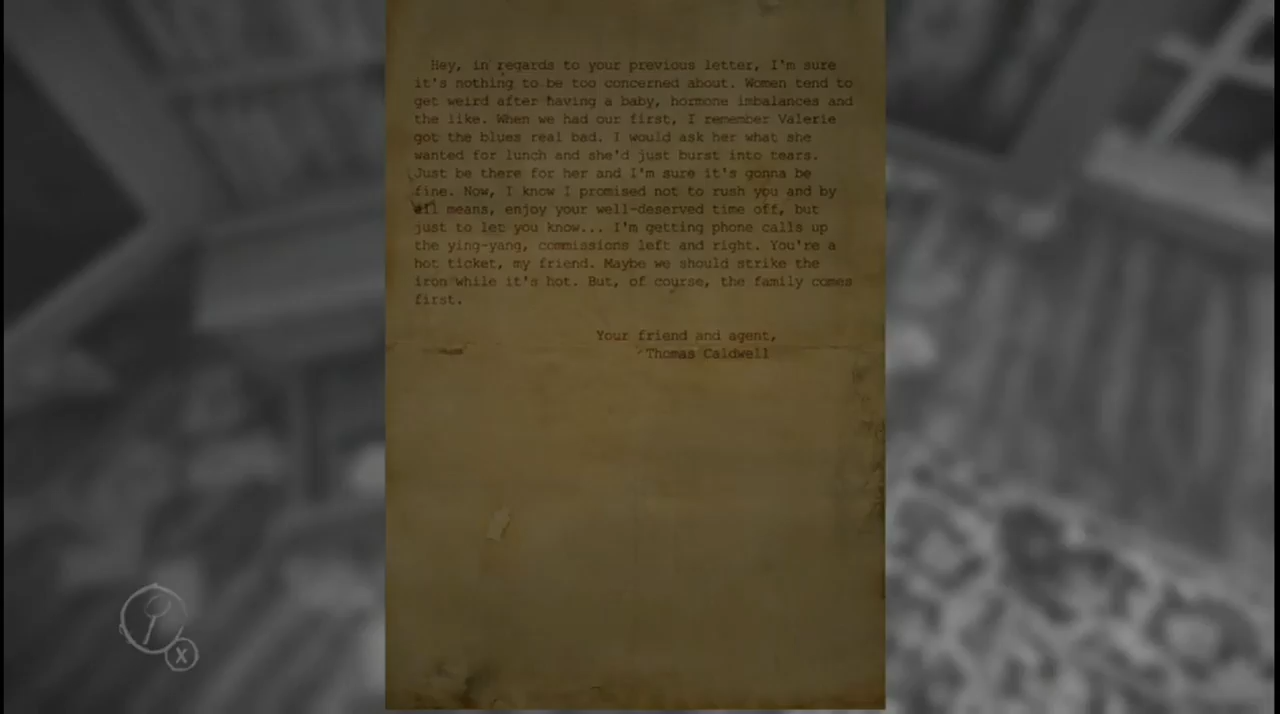 Hey, in regards to your previous letter, I'm sure
it's nothing to be too concerned about. Women tend to
get weird after having a baby, hormone imbalances and
the like. When we had our first, I remember Valerie
got the blues real bad. I would ask her what she
wanted for lunch and she'd just burst into tears.
Just be there for her and I'm sure it's gonna be
fine. Now, I know I promised not to rush you and by
all means, enjoy your well-deserved time off, but
just to let you know... I'm getting phone calls up
the ying-yang, commissions left and right. You're a
hot ticket, my friend. Maybe we should strike the
iron while it's hot. But, of course, the family comes
first.
Your friend and agent,
Thomas Caldwell
X